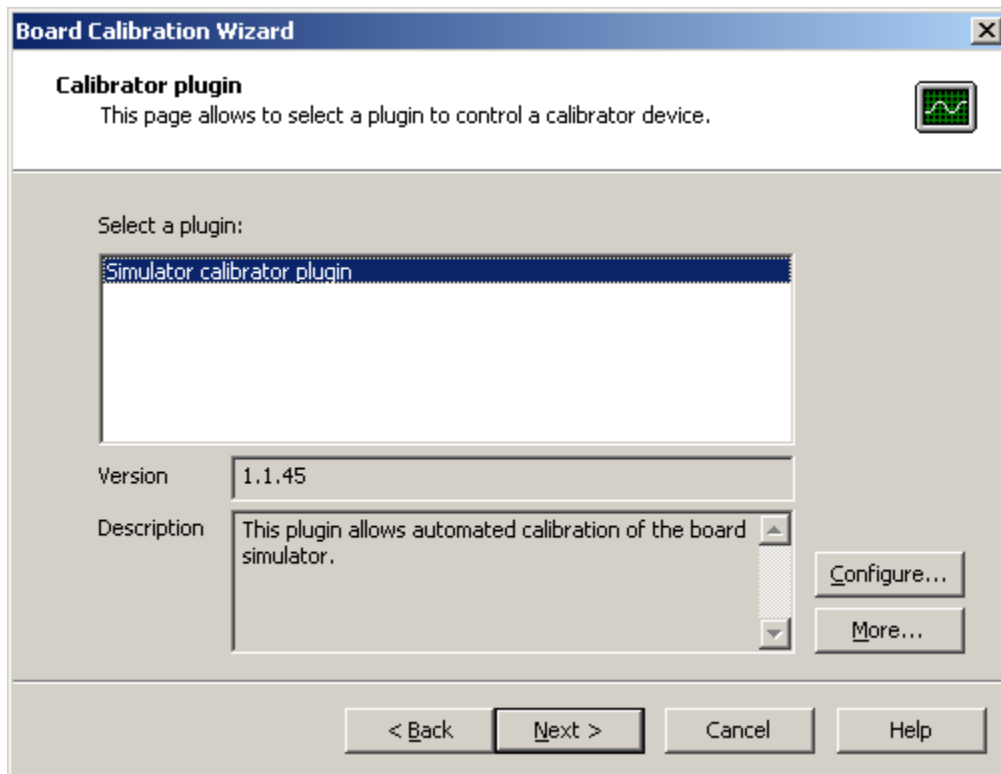 Board Calibration Wizard
Calibrator plugin
This page allows to select a plugin to control a calibrator device.
Select a plugin:
Simulator calibrator plugin
Version
1.1.45
Description
This plugin allows automated calibration of the board
simulator.
Configure...
More...
< Back
Next >
Cancel
Help